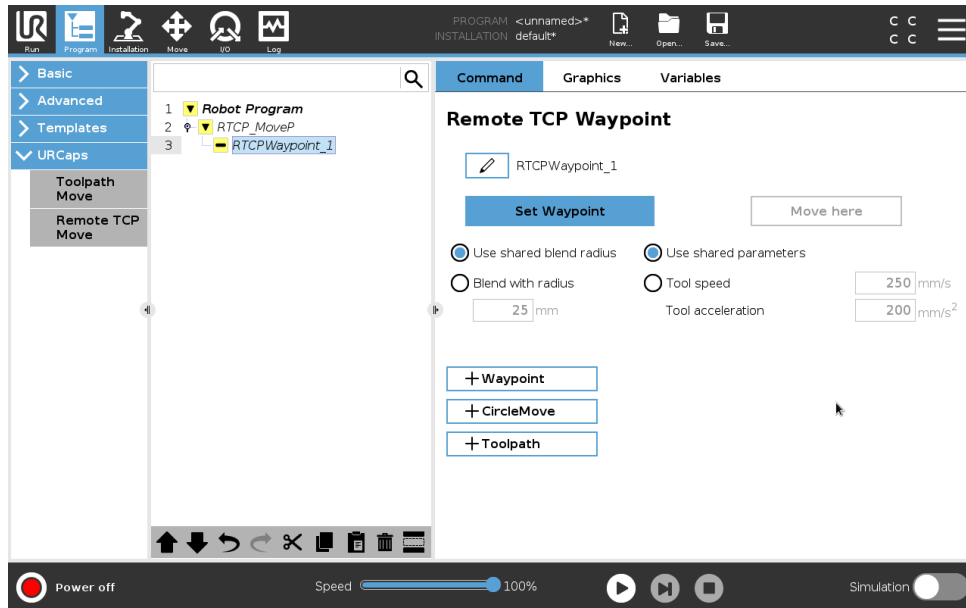 UR
PROGRAM <unnamed>*
INSTALLATION default*
Run Program Installation Move I/O Log New... Open... Save...
C C
C C
Basic
Advanced
Templates
URCaps
Toolpath
Move
Remote TCP
Move
1 Robot Program
2 RTCP_MoveP
3 RTCPWaypoint_1
Command Graphics Variables
Remote TCP Waypoint
RTCPWaypoint_1
Set Waypoint Move here
Use shared blend radius Use shared parameters
Blend with radius Tool speed 250 mm/s
25 mm Tool acceleration 200 mm/s²
+Waypoint
+CircleMove
+Toolpath
Power off Speed 100% Simulation